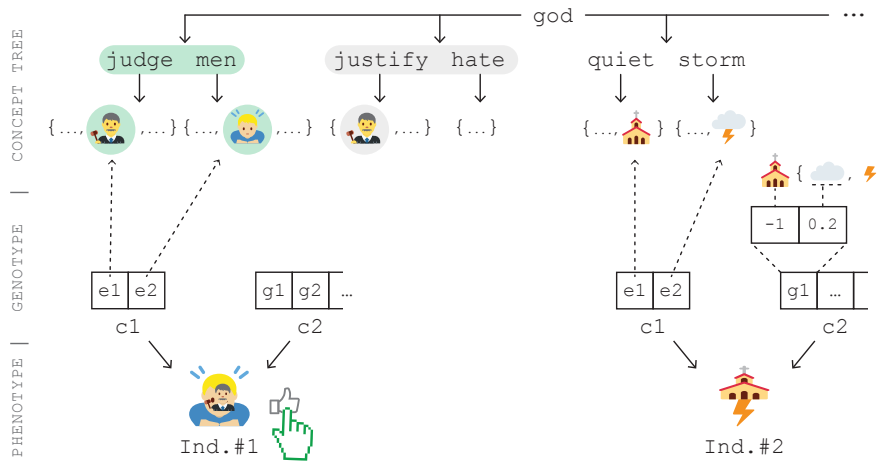 god ...
judge men justify hate quiet storm
{..., ,...} {..., ,...} { ,...} {...} {..., } {..., }
{ ,
-1 0.2
e1 e2 g1 g2 … e1 e2 g1 …
c1 c2 c1 c2
Ind.#1 Ind.#2
CONCEPT TREE
GENOTYPE
PHENOTYPE